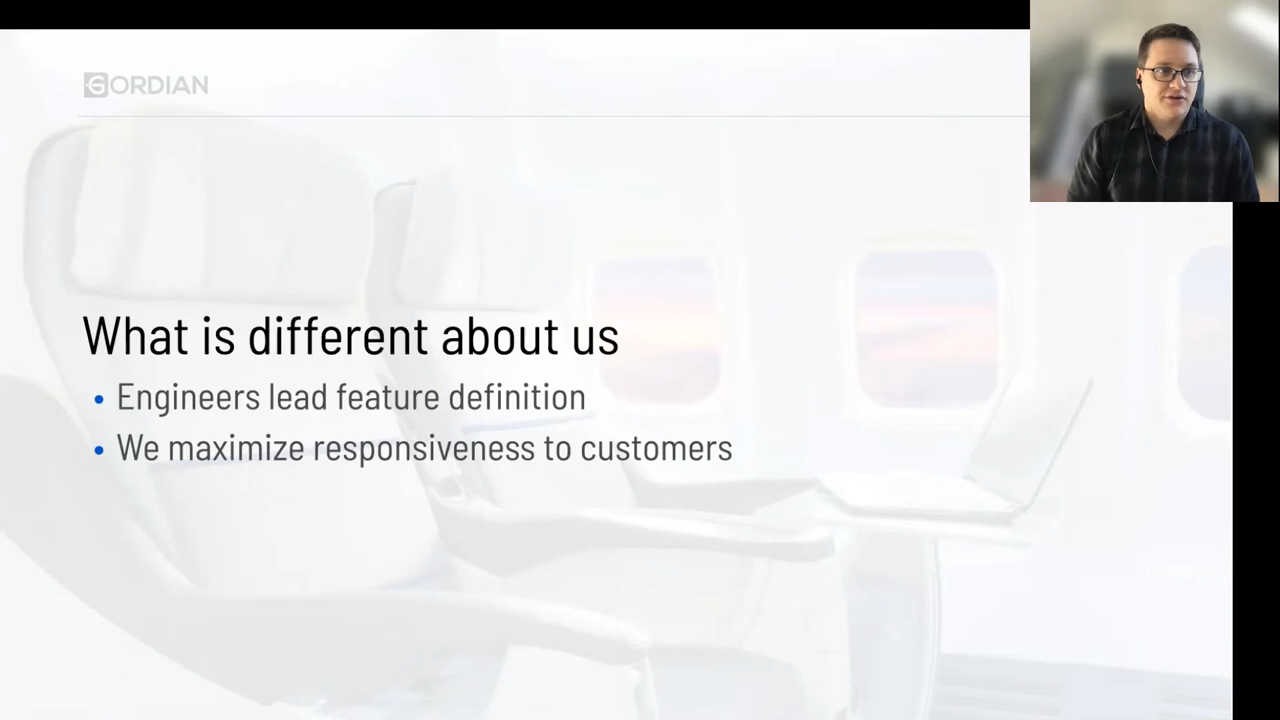 GORDIAN
What is different about us
• Engineers lead feature definition
• We maximize responsiveness to customers